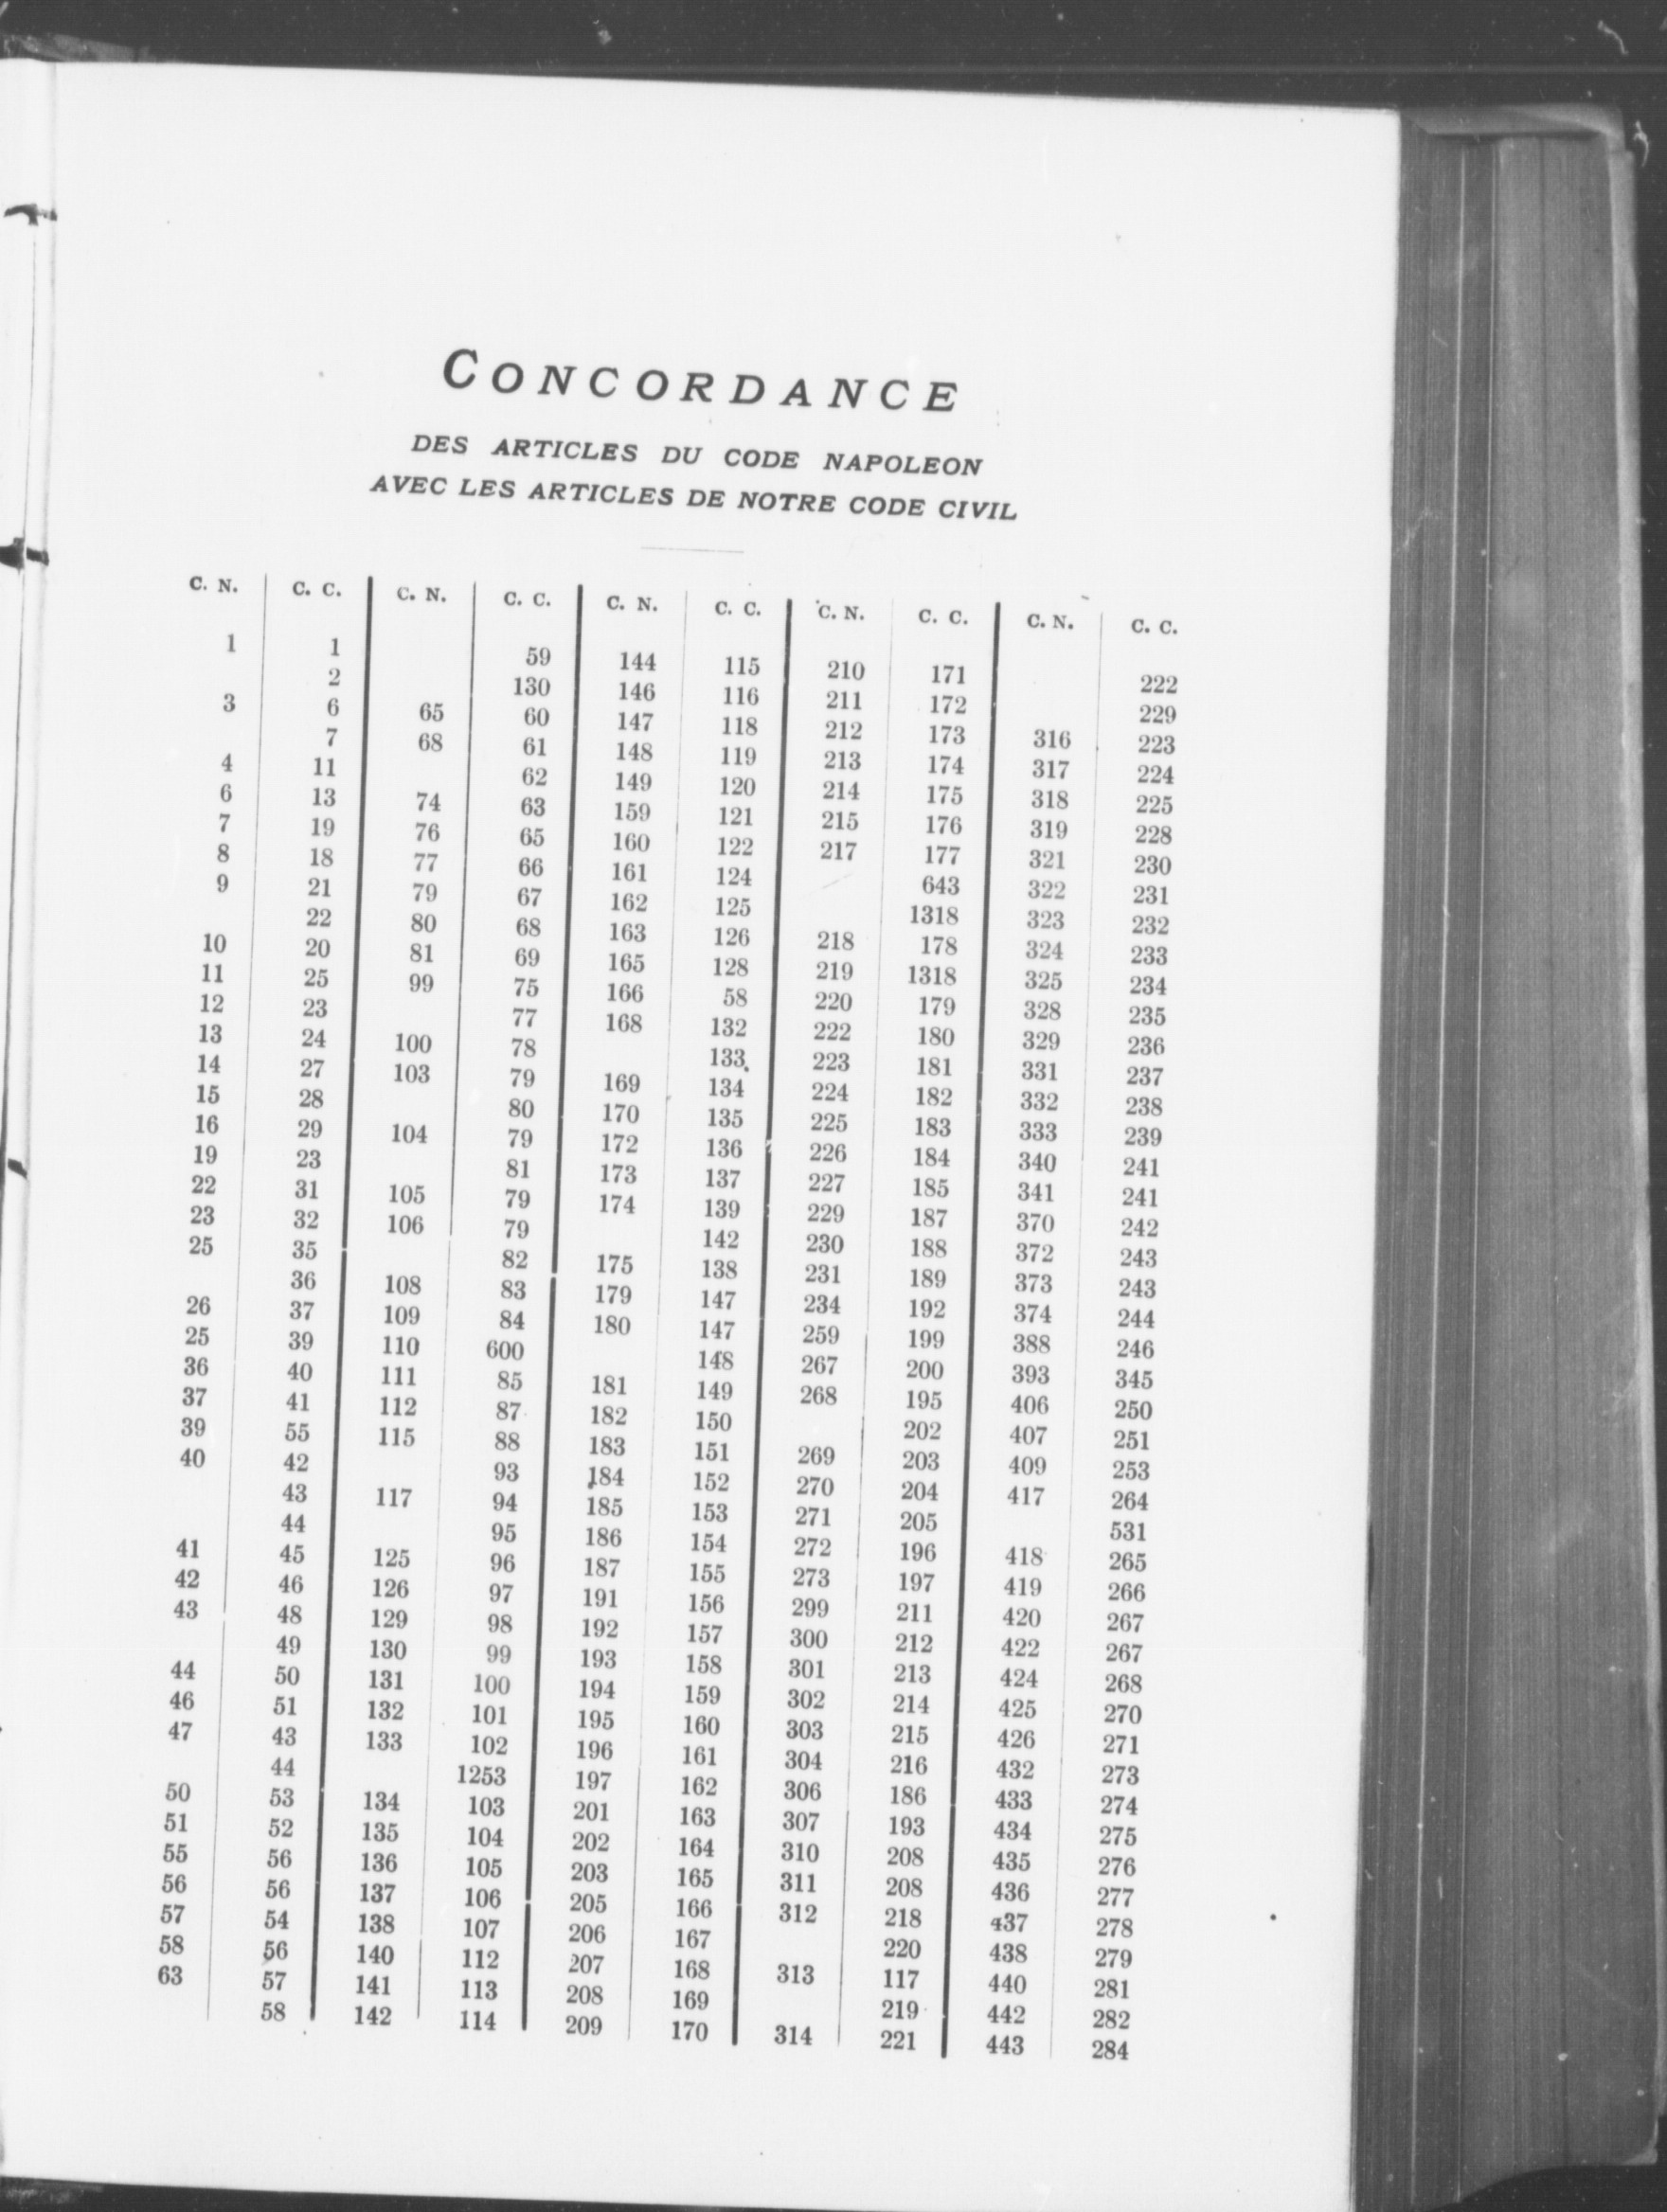 CONCORDANCE
DES ARTICLES DU CODE NAPOLEON
AVEC LES ARTICLES DE NOTRE CODE CIVIL
C. N. C. C. C. N. C. C. C. N. C. C. C. N. C. C. C. N. C. C.
1 1 59 144 115 210 171 222
2 130 146 116 211 172 229
3 6 65 60 147 118 212 173 316 223
7 68 61 148 119 213 174 317 224
4 11 62 149 120 214 175 318 225
6 13 74 63 159 121 215 176 319 228
7 19 76 65 160 122 217 177 321 230
8 18 77 66 161 124 643 322 231
9 21 79 67 162 125 1318 323 232
22 80 68 163 126 218 178 324 233
10 20 81 69 165 128 219 1318 325 234
11 25 99 75 166 58 220 179 328 235
12 23 77 168 132 222 180 329 236
13 24 100 78 133 223 181 331 237
14 27 103 79 169 134 224 182 332 238
15 28 80 170 135 225 183 333 239
16 29 104 79 172 136 226 184 340 241
19 23 81 173 137 227 185 341 241
22 31 105 79 174 139 229 187 370 242
23 32 106 79 142 230 188 372 243
25 35 82 175 138 231 189 373 243
36 108 83 179 147 234 192 374 244
26 37 109 84 180 147 259 199 388 246
25 39 110 600 148 267 200 393 345
36 40 111 85 181 149 268 195 406 250
37 41 112 87 182 150 202 407 251
39 55 115 88 183 151 269 203 409 253
40 42 93 184 152 270 204 417 264
43 117 94 185 153 271 205 531
44 95 186 154 272 196 418 265
41 45 125 96 187 155 273 197 419 266
42 46 126 97 191 156 299 211 420 267
43 48 129 98 192 157 300 212 422 267
49 130 99 193 158 301 213 424 268
44 50 131 100 194 159 302 214 425 270
46 51 132 101 195 160 303 215 426 271
47 43 133 102 196 161 304 216 432 273
44 1253 197 162 306 186 433 274
50 53 134 103 201 163 307 193 434 275
51 52 135 104 202 164 310 208 435 276
55 56 136 105 203 165 311 208 436 277
56 56 137 106 205 166 312 218 437 278
57 54 138 107 206 167 220 438 279
58 56 140 112 207 168 313 117 440 281
63 57 141 113 208 169 219 442 282
58 142 114 209 170 314 221 443 284